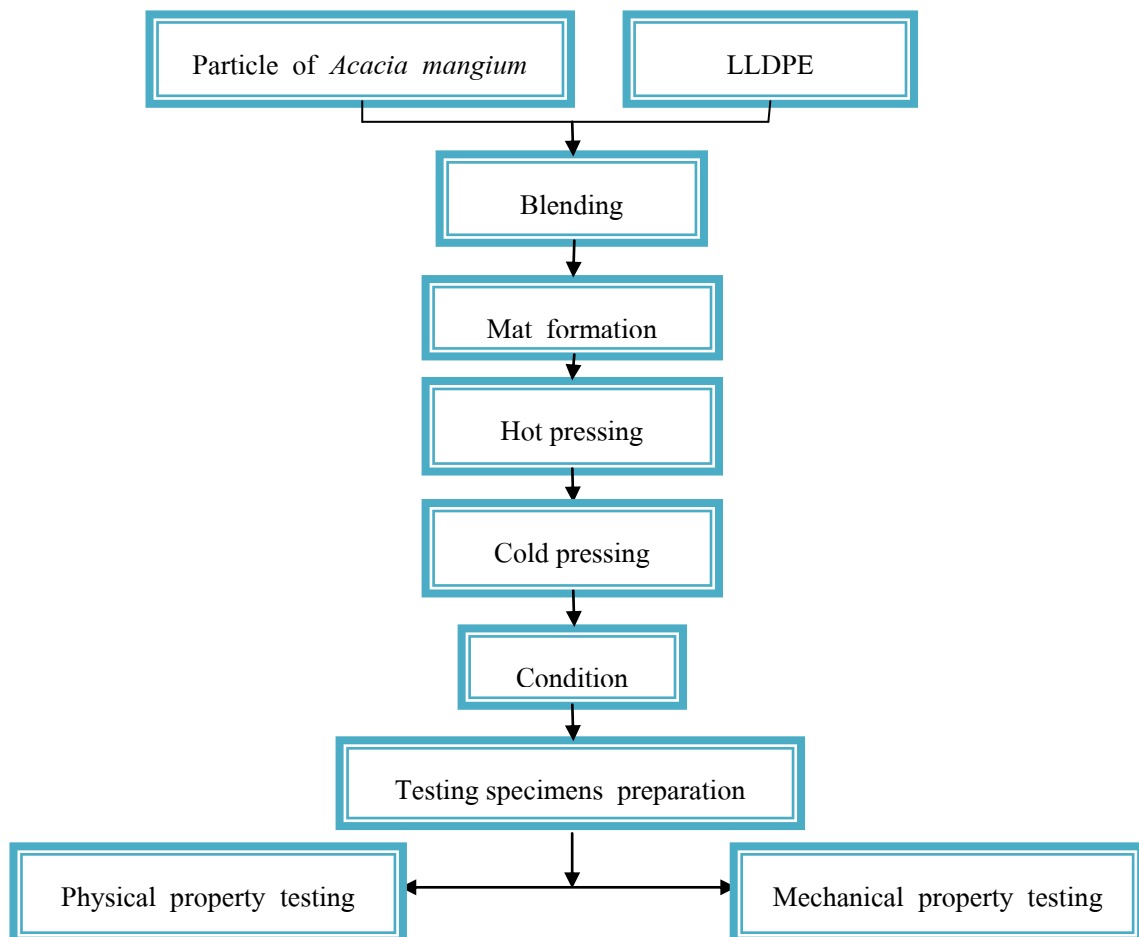 Particle of Acacia mangium
LLDPE
Blending
Mat formation
Hot pressing
Cold pressing
Condition
Testing specimens preparation
Physical property testing
Mechanical property testing